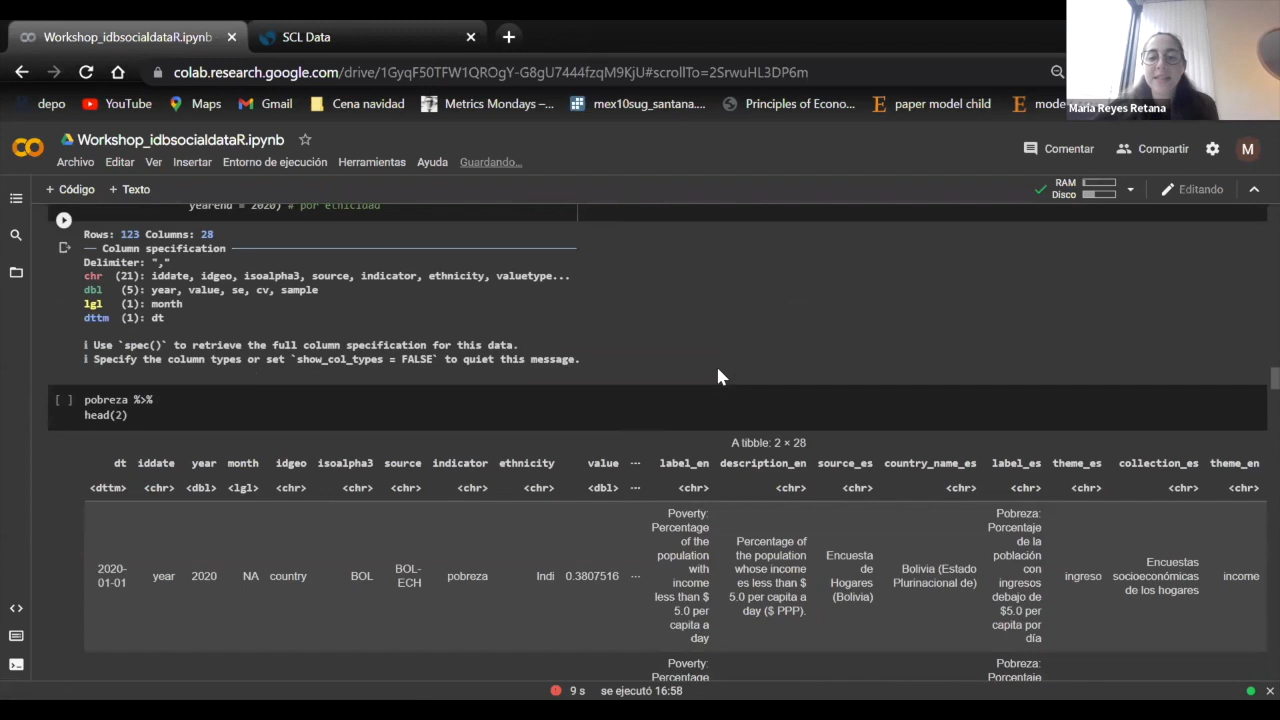 Workshop_idbsocialdataR.ipynb
SCL Data
colab.research.google.com/drive/1GyqF50TFW1QROgY-G8gU7444fzqM9KjU#scrollTo=2SrwuHL3DP6m
depo YouTube Maps Gmail Cena navidad Metrics Mondays –... mex10sug_santana.... Principles of Econo... paper model child mode
María Reyes Retana
Workshop_idbsocialdataR.ipynb
Archivo Editar Ver Insertar Entorno de ejecución Herramientas Ayuda Guardando...
Comentar Compartir M
+ Código + Texto
RAM
Disco
Editando
yearend = 2020) # por etnicidad
Rows: 123 Columns: 28
── Column specification ────────
Delimiter: ","
chr (21): iddate, idgeo, isoalpha3, source, indicator, ethnicity, valuetype...
dbl (5): year, value, se, cv, sample
lgl (1): month
dttm (1): dt
ℹ Use `spec()` to retrieve the full column specification for this data.
ℹ Specify the column types or set `show_col_types = FALSE` to quiet this message.
[ ] pobreza %>%
head(2)
A tibble: 2 × 28
dt iddate year month idgeo isoalpha3 source indicator ethnicity value ⋯ label_en description_en source_es country_name_es label_es theme_es collection_es theme_en
<dttm> <chr> <dbl> <lgl> <chr> <chr> <chr> <chr> <chr> <dbl> ⋯ <chr> <chr> <chr> <chr> <chr> <chr> <chr> <chr>
2020-
01-01
year 2020 NA country BOL
BOL-
ECH
pobreza Indi 0.3807516 ⋯
Poverty:
Percentage
of the
population
with
income
less than $
5.0 per
capita a
day
Percentage of
the population
whose income
es less than $
5.0 per capita a
day ($ PPP).
Encuesta
de
Hogares
(Bolivia)
Bolivia (Estado
Plurinacional de)
Pobreza:
Porcentaje
de la
población
con
ingresos
debajo de
$5.0 per
capita por
día
ingreso
Encuestas
socioeconómicas
de los hogares
income
Poverty:
Percentage
Pobreza:
Porcentaje
9 s se ejecutó 16:58